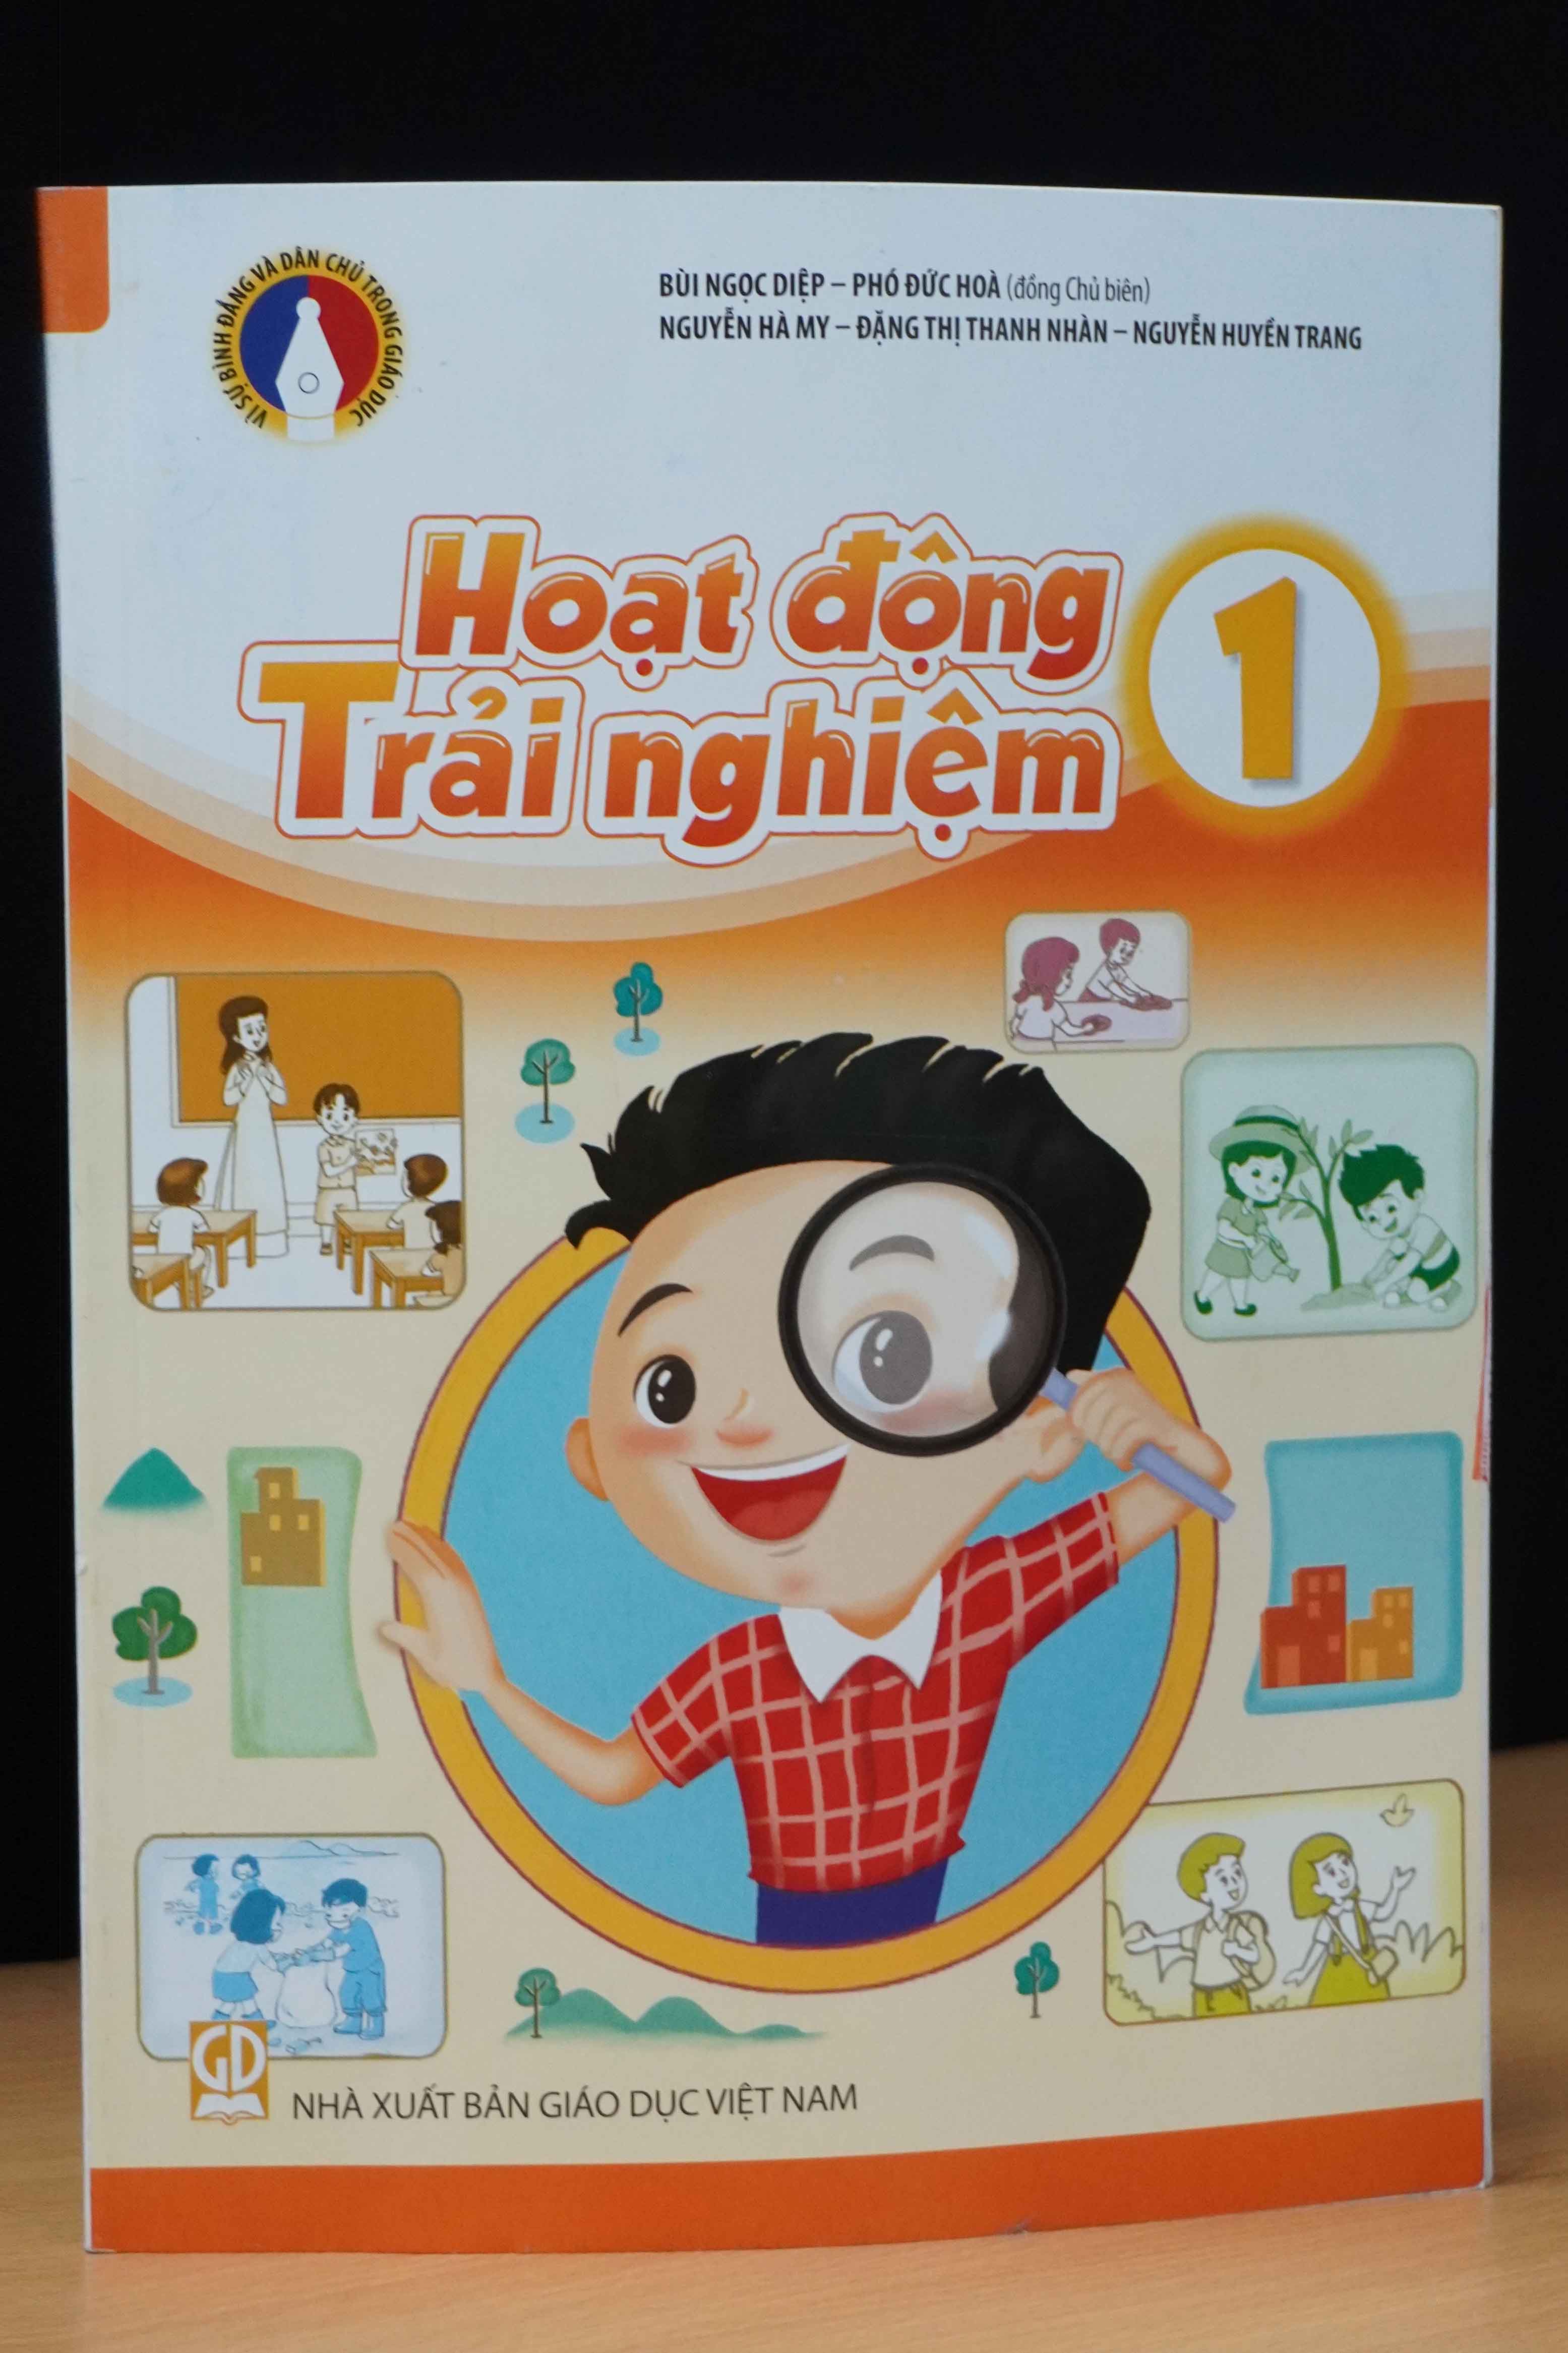 VÌ SỰ BÌNH ĐẲNG VÀ DÂN CHỦ TRONG GIÁO DỤC
BÙI NGỌC DIỆP – PHÓ ĐỨC HOÀ (đồng Chủ biên)
NGUYỄN HÀ MY – ĐẶNG THỊ THANH NHÀN – NGUYỄN HUYỀN TRANG
Hoạt động
Trải nghiệm
1
GD
NHÀ XUẤT BẢN GIÁO DỤC VIỆT NAM